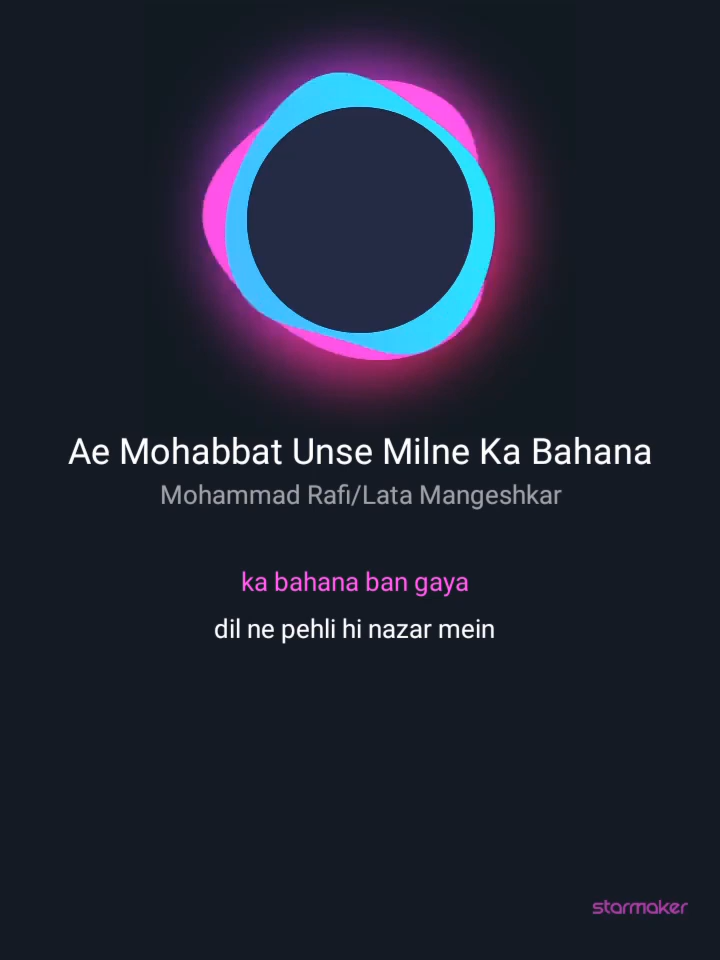 Ae Mohabbat Unse Milne Ka Bahana
Mohammad Rafi/Lata Mangeshkar
ka bahana ban gaya
dil ne pehli hi nazar mein
starmaker